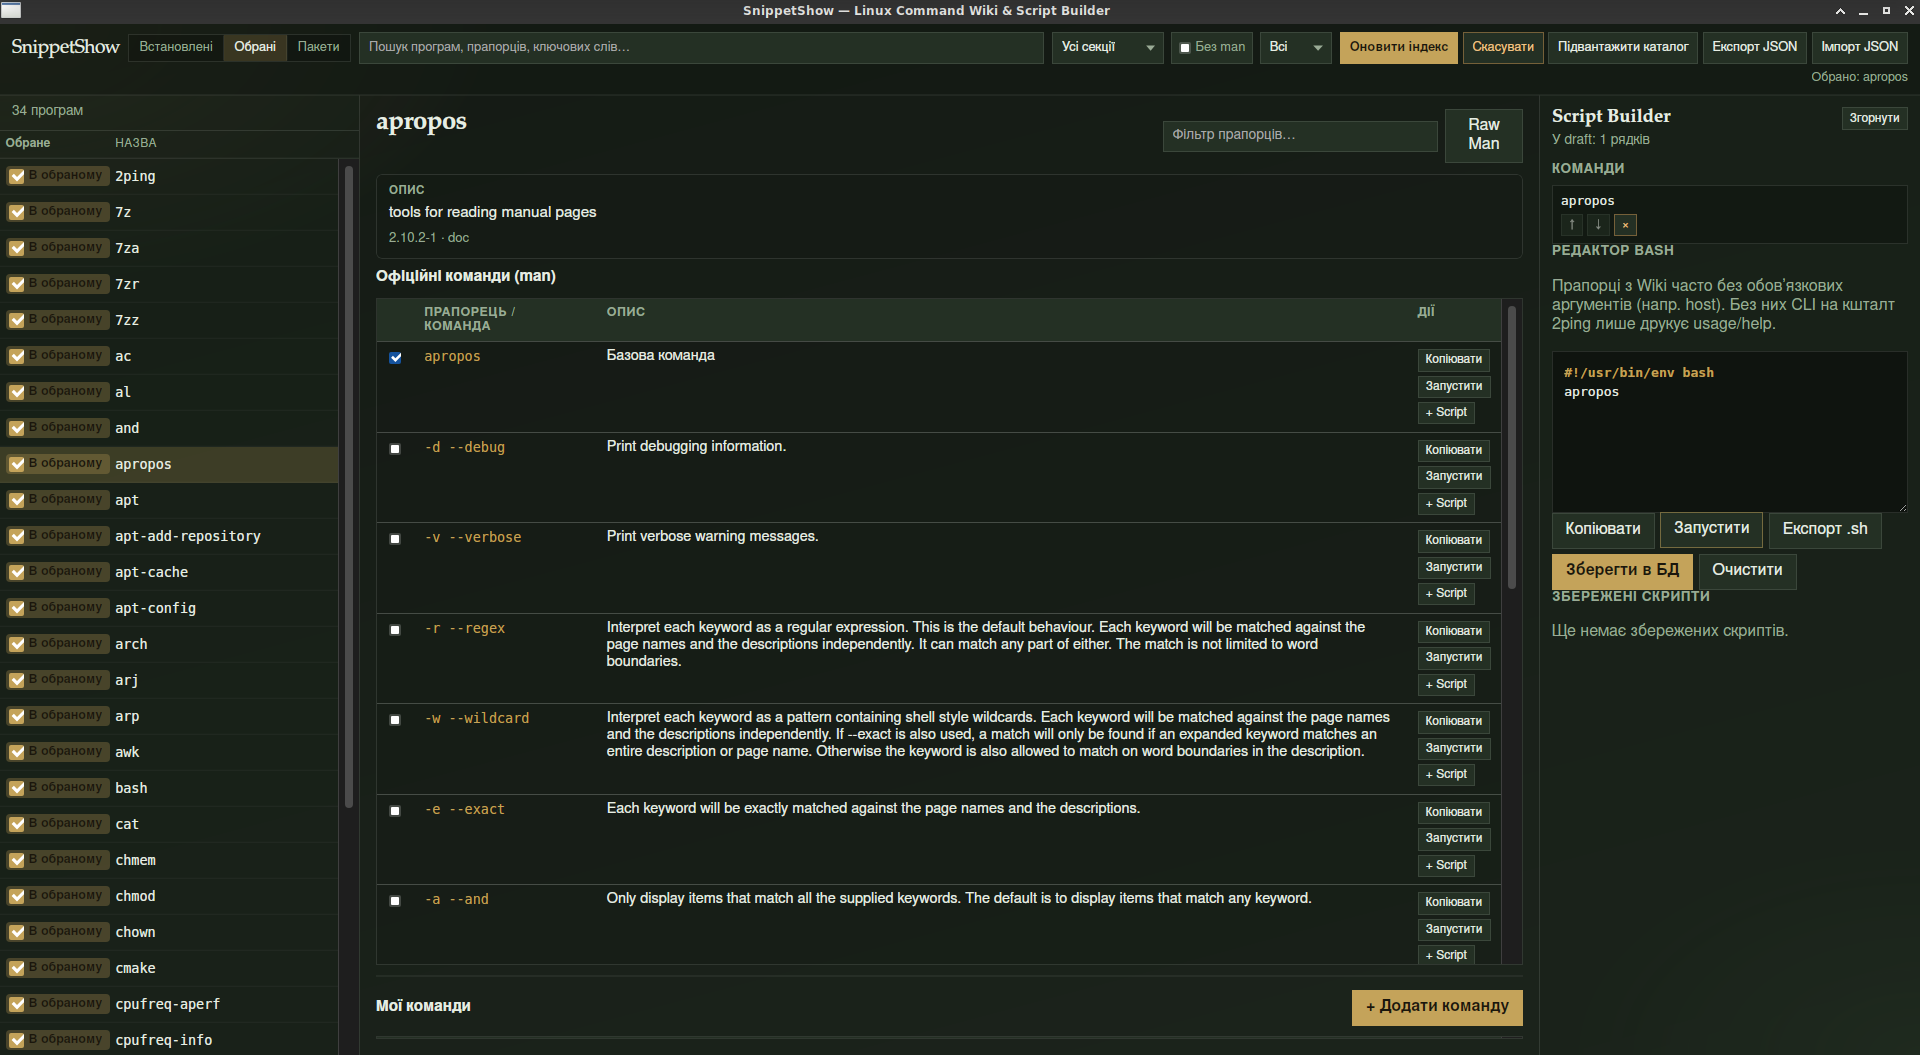 SnippetShow — Linux Command Wiki & Script Builder
SnippetShow
Встановлені
Обрані
Пакети
Пошук програм, прапорців, ключових слів…
Усі секції
Без man
Всі
Оновити індекс
Скасувати
Підвантажити каталог
Експорт JSON
Імпорт JSON
Обрано: apropos
34 програм
Обране НАЗВА
В обраному 2ping
В обраному 7z
В обраному 7za
В обраному 7zr
В обраному 7zz
В обраному ac
В обраному al
В обраному and
В обраному apropos
В обраному apt
В обраному apt-add-repository
В обраному apt-cache
В обраному apt-config
В обраному arch
В обраному arj
В обраному arp
В обраному awk
В обраному bash
В обраному cat
В обраному chmem
В обраному chmod
В обраному chown
В обраному cmake
В обраному cpufreq-aperf
В обраному cpufreq-info
apropos
Фільтр прапорців…
Raw
Man
ОПИС
tools for reading manual pages
2.10.2-1 · doc
Офіційні команди (man)
ПРАПОРЕЦЬ /
КОМАНДА
ОПИС
ДІЇ
apropos
Базова команда
Копіювати
Запустити
+ Script
-d --debug
Print debugging information.
Копіювати
Запустити
+ Script
-v --verbose
Print verbose warning messages.
Копіювати
Запустити
+ Script
-r --regex
Interpret each keyword as a regular expression. This is the default behaviour. Each keyword will be matched against the
page names and the descriptions independently. It can match any part of either. The match is not limited to word
boundaries.
Копіювати
Запустити
+ Script
-w --wildcard
Interpret each keyword as a pattern containing shell style wildcards. Each keyword will be matched against the page names
and the descriptions independently. If --exact is also used, a match will only be found if an expanded keyword matches an
entire description or page name. Otherwise the keyword is also allowed to match on word boundaries in the description.
Копіювати
Запустити
+ Script
-e --exact
Each keyword will be exactly matched against the page names and the descriptions.
Копіювати
Запустити
+ Script
-a --and
Only display items that match all the supplied keywords. The default is to display items that match any keyword.
Копіювати
Запустити
+ Script
Мої команди
+ Додати команду
Script Builder
Згорнути
У draft: 1 рядків
КОМАНДИ
apropos
↑ ↓ ×
РЕДАКТОР BASH
Прапорці з Wiki часто без обов’язкових
аргументів (напр. host). Без них CLI на кшталт
2ping лише друкує usage/help.
#!/usr/bin/env bash
apropos
Копіювати
Запустити
Експорт .sh
Зберегти в БД
Очистити
ЗБЕРЕЖЕНІ СКРИПТИ
Ще немає збережених скриптів.